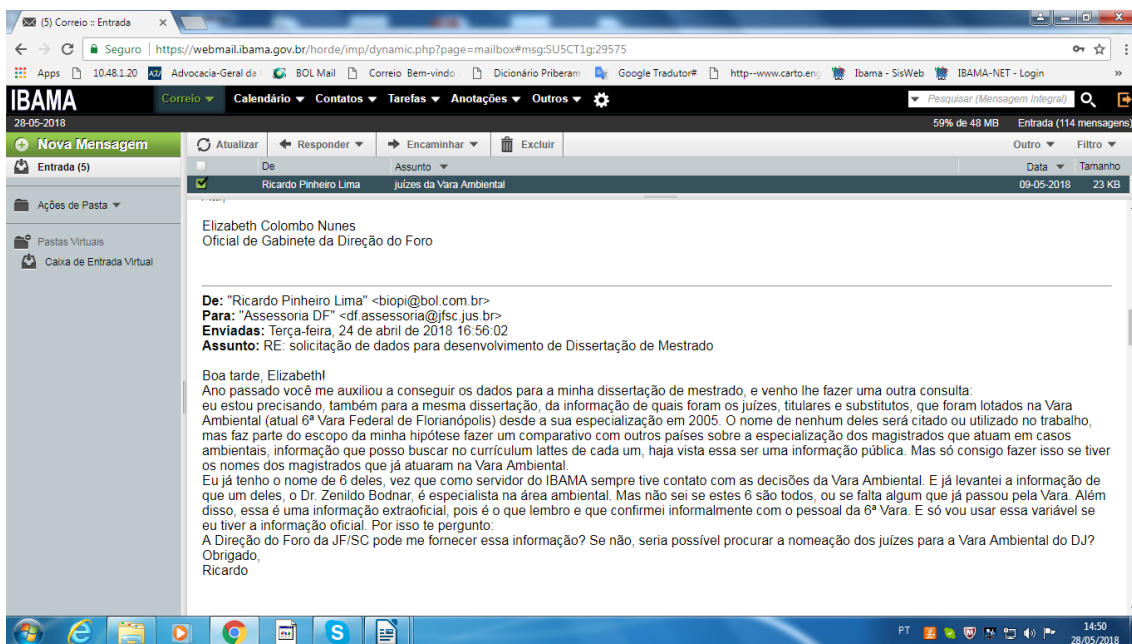 (5) Correio :: Entrada
Seguro | https://webmail.ibama.gov.br/horde/imp/dynamic.php?page=mailbox#msg:SU5CT1g:29575
Apps 10.48.1.20 AGU Advocacia-Geral da BOL Mail Correio Bem-vindo Dicionário Priberam Google Tradutor# http--www.carto.eng Ibama - SisWeb IBAMA-NET - Login »
IBAMA Correio Calendário Contatos Tarefas Anotações Outros Pesquisar (Mensagem Integral)
28-05-2018 59% de 48 MB Entrada (114 mensagens)
Nova Mensagem Atualizar Responder Encaminhar Excluir Outro Filtro
Entrada (5) De Assunto Data Tamanho
Ricardo Pinheiro Lima juízes da Vara Ambiental 09-05-2018 23 KB
Ações de Pasta
Pastas Virtuais
Caixa de Entrada Virtual
Elizabeth Colombo Nunes
Oficial de Gabinete da Direção do Foro
De: "Ricardo Pinheiro Lima" <biopi@bol.com.br>
Para: "Assessoria DF" <df.assessoria@jfsc.jus.br>
Enviadas: Terça-feira, 24 de abril de 2018 16:56:02
Assunto: RE: solicitação de dados para desenvolvimento de Dissertação de Mestrado
Boa tarde, Elizabeth!
Ano passado você me auxiliou a conseguir os dados para a minha dissertação de mestrado, e venho lhe fazer uma outra consulta:
eu estou precisando, também para a mesma dissertação, da informação de quais foram os juízes, titulares e substitutos, que foram lotados na Vara
Ambiental (atual 6ª Vara Federal de Florianópolis) desde a sua especialização em 2005. O nome de nenhum deles será citado ou utilizado no trabalho,
mas faz parte do escopo da minha hipótese fazer um comparativo com outros países sobre a especialização dos magistrados que atuam em casos
ambientais, informação que posso buscar no currículum lattes de cada um, haja vista essa ser uma informação pública. Mas só consigo fazer isso se tiver
os nomes dos magistrados que já atuaram na Vara Ambiental.
Eu já tenho o nome de 6 deles, vez que como servidor do IBAMA sempre tive contato com as decisões da Vara Ambiental. E já levantei a informação de
que um deles, o Dr. Zenildo Bodnar, é especialista na área ambiental. Mas não sei se estes 6 são todos, ou se falta algum que já passou pela Vara. Além
disso, essa é uma informação extraoficial, pois é o que lembro e que confirmei informalmente com o pessoal da 6ª Vara. E só vou usar essa variável se
eu tiver a informação oficial. Por isso te pergunto:
A Direção do Foro da JF/SC pode me fornecer essa informação? Se não, seria possível procurar a nomeação dos juízes para a Vara Ambiental do DJ?
Obrigado,
Ricardo
PT 14:50
28/05/2018